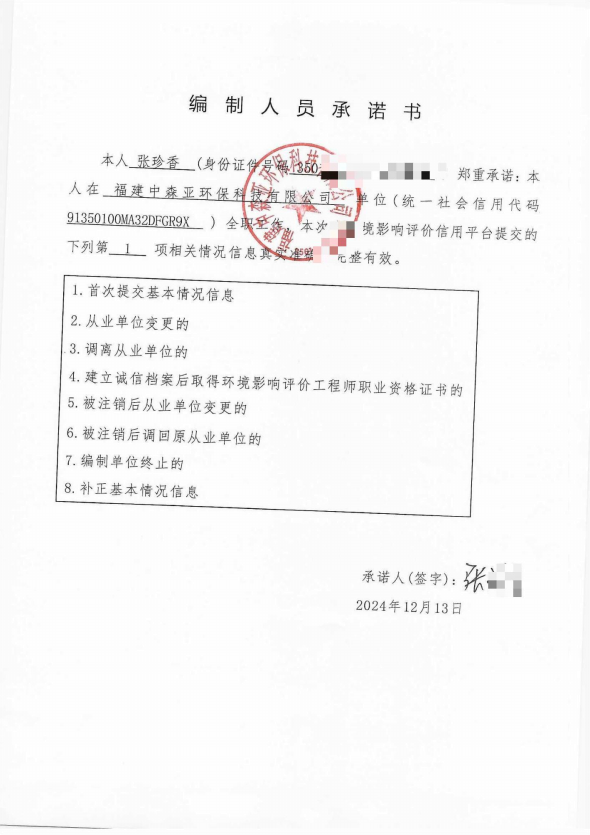 编制人员承诺书
本人 张珍香 (身份证件号码 350 郑重承诺：本
人在 福建中森亚环保科技有限公司 单位（统一社会信用代码
91350100MA32DFGR9X ）全职工作，本次 境影响评价信用平台提交的
下列第 1 项相关情况信息真实准 完整有效。
1.首次提交基本情况信息
2.从业单位变更的
3.调离从业单位的
4.建立诚信档案后取得环境影响评价工程师职业资格证书的
5.被注销后从业单位变更的
6.被注销后调回原从业单位的
7.编制单位终止的
8.补正基本情况信息
承诺人(签字)：张
2024年12月13日